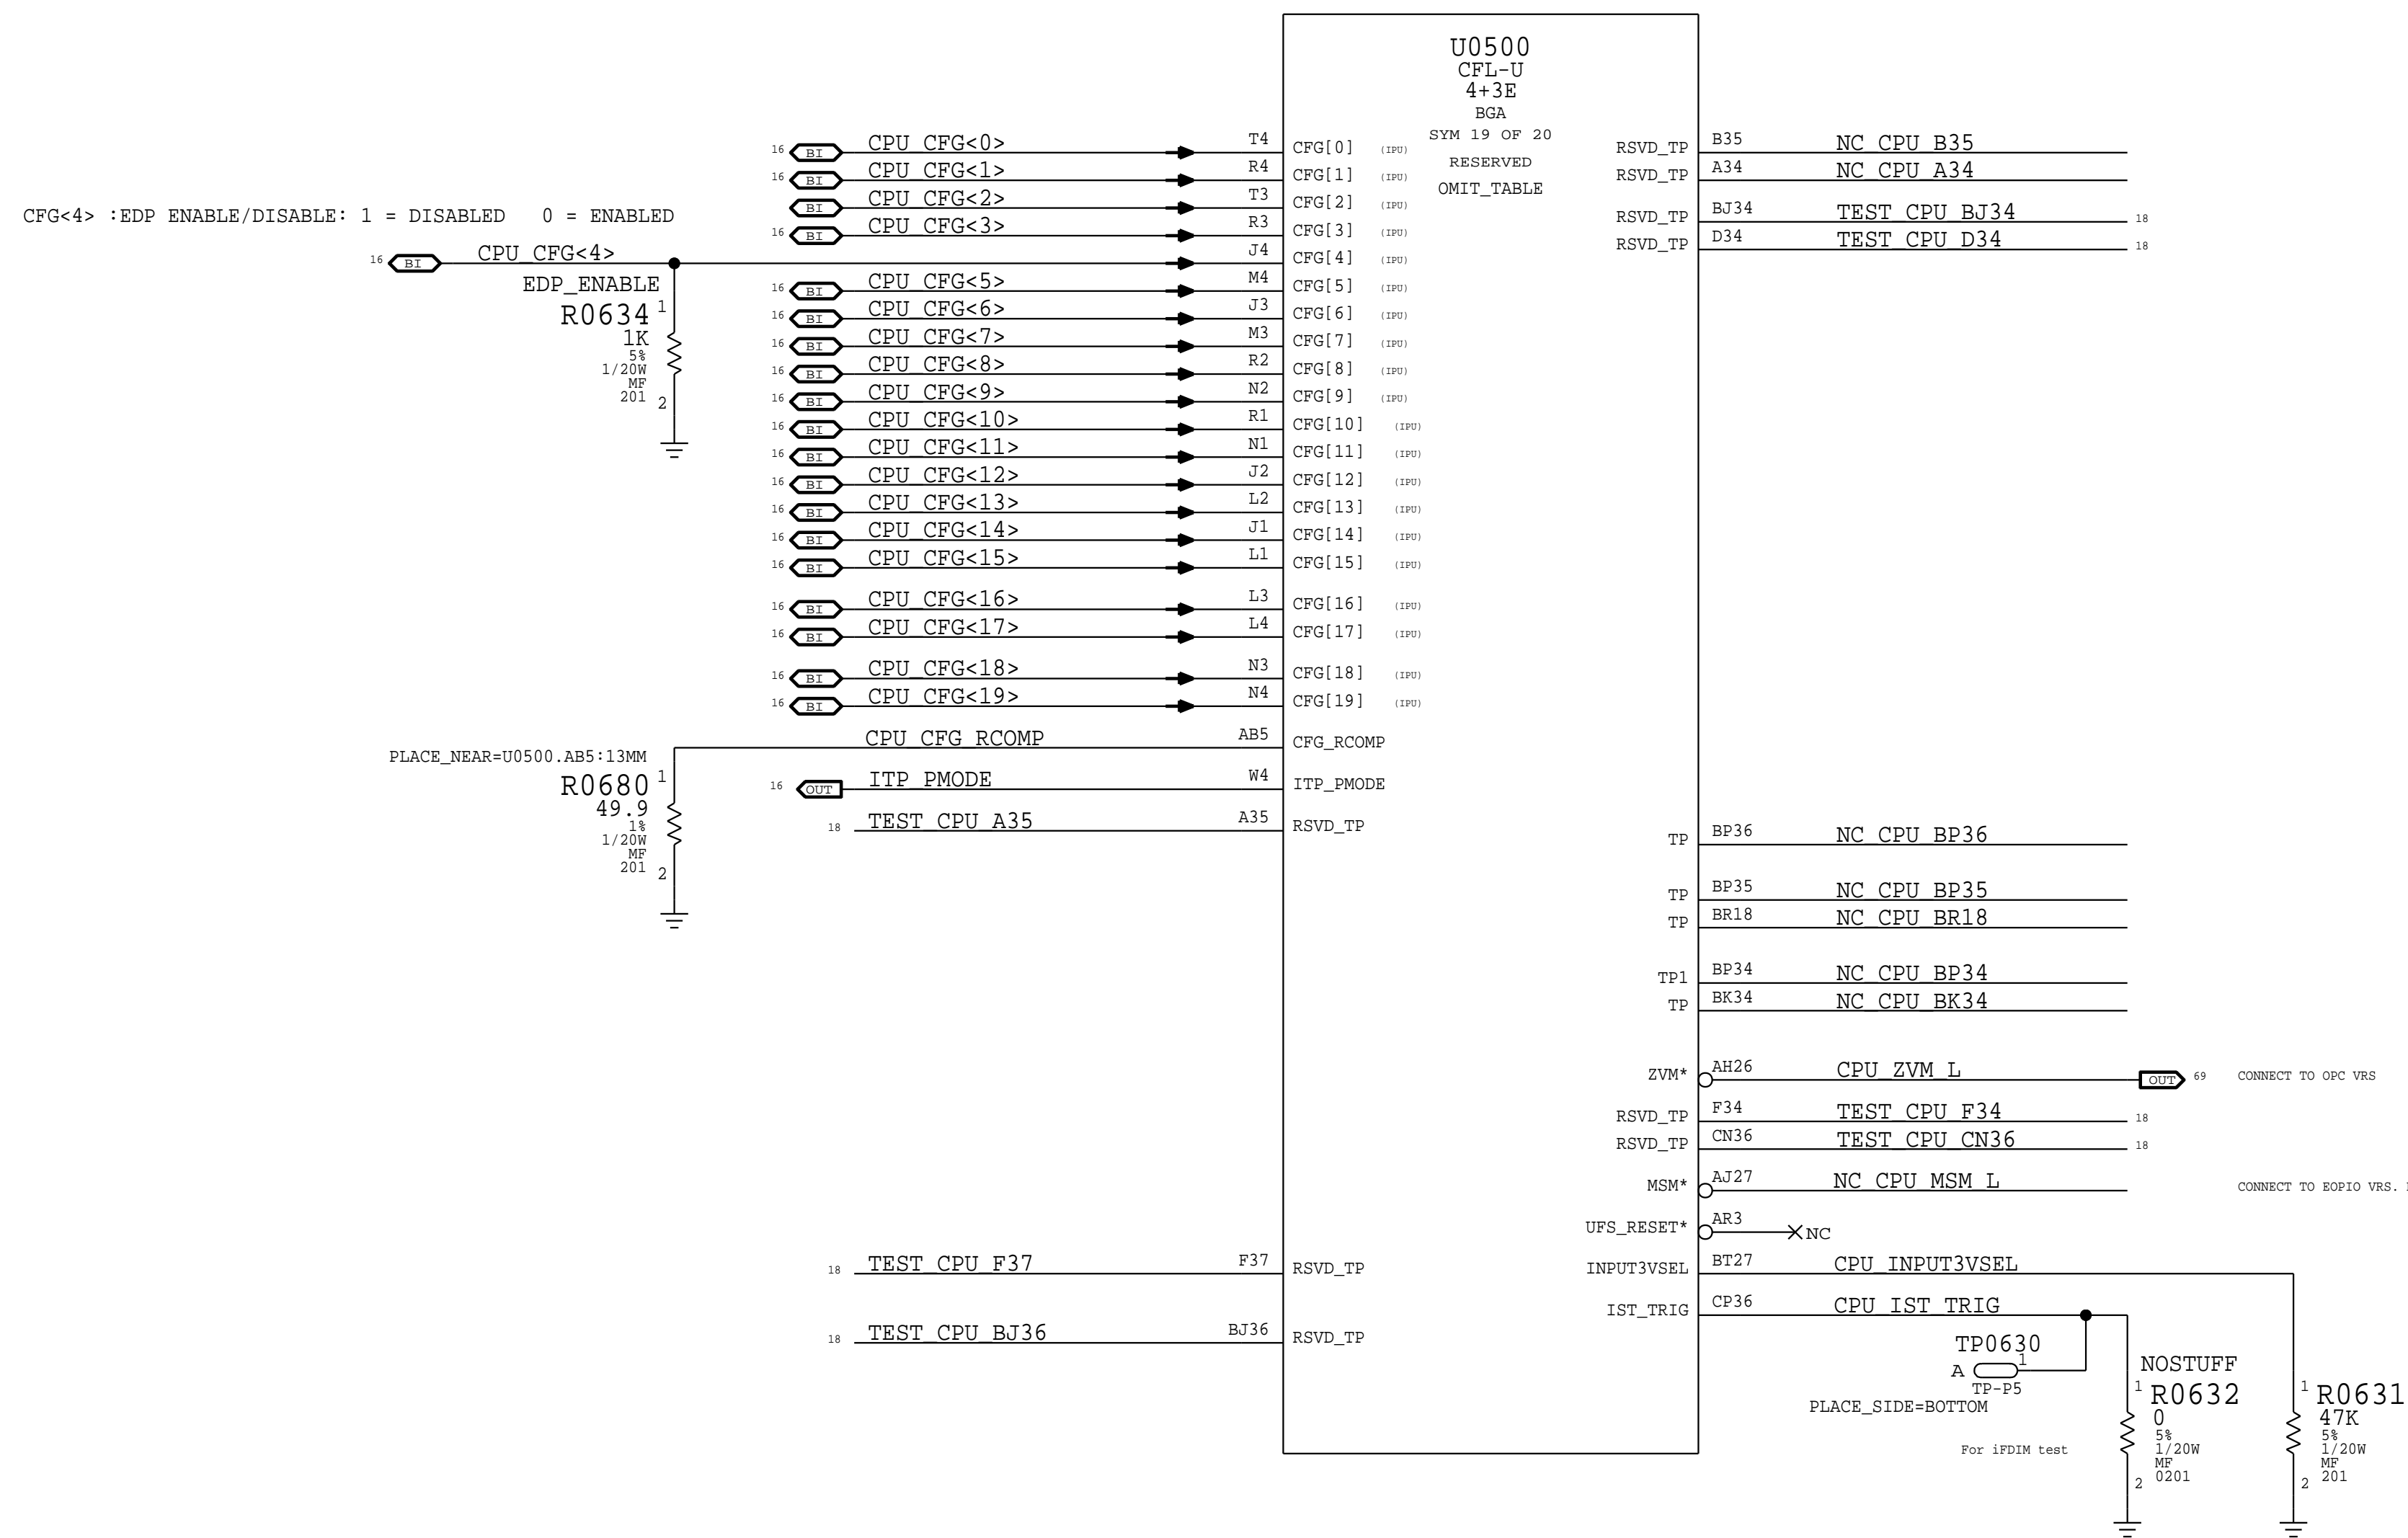 U0500
CFL-U
4+3E
BGA
SYM 19 OF 20
RESERVED
OMIT_TABLE
CFG<4> :EDP ENABLE/DISABLE: 1 = DISABLED 0 = ENABLED
16 BI CPU_CFG<0> T4 CFG[0] (IPU)
16 BI CPU_CFG<1> R4 CFG[1] (IPU)
BI CPU_CFG<2> T3 CFG[2] (IPU)
16 BI CPU_CFG<3> R3 CFG[3] (IPU)
16 BI CPU_CFG<4> J4 CFG[4] (IPU)
16 BI CPU_CFG<5> M4 CFG[5] (IPU)
16 BI CPU_CFG<6> J3 CFG[6] (IPU)
16 BI CPU_CFG<7> M3 CFG[7] (IPU)
16 BI CPU_CFG<8> R2 CFG[8] (IPU)
16 BI CPU_CFG<9> N2 CFG[9] (IPU)
16 BI CPU_CFG<10> R1 CFG[10] (IPU)
16 BI CPU_CFG<11> N1 CFG[11] (IPU)
16 BI CPU_CFG<12> J2 CFG[12] (IPU)
16 BI CPU_CFG<13> L2 CFG[13] (IPU)
16 BI CPU_CFG<14> J1 CFG[14] (IPU)
16 BI CPU_CFG<15> L1 CFG[15] (IPU)
16 BI CPU_CFG<16> L3 CFG[16] (IPU)
16 BI CPU_CFG<17> L4 CFG[17] (IPU)
16 BI CPU_CFG<18> N3 CFG[18] (IPU)
16 BI CPU_CFG<19> N4 CFG[19] (IPU)
EDP_ENABLE
1
R0634
1K
5%
1/20W
MF
201
2
CPU_CFG_RCOMP AB5 CFG_RCOMP
PLACE_NEAR=U0500.AB5:13MM
1
R0680
49.9
1%
1/20W
MF
201
2
16 OUT ITP_PMODE W4 ITP_PMODE
18 TEST_CPU_A35 A35 RSVD_TP
18 TEST_CPU_F37 F37 RSVD_TP
18 TEST_CPU_BJ36 BJ36 RSVD_TP
RSVD_TP B35 NC_CPU_B35
RSVD_TP A34 NC_CPU_A34
RSVD_TP BJ34 TEST_CPU_BJ34 18
RSVD_TP D34 TEST_CPU_D34 18
TP BP36 NC_CPU_BP36
TP BP35 NC_CPU_BP35
TP BR18 NC_CPU_BR18
TP1 BP34 NC_CPU_BP34
TP BK34 NC_CPU_BK34
ZVM* AH26 CPU_ZVM_L OUT 69 CONNECT TO OPC VRS
RSVD_TP F34 TEST_CPU_F34 18
RSVD_TP CN36 TEST_CPU_CN36 18
MSM* AJ27 NC_CPU_MSM_L CONNECT TO EOPIO VRS.
UFS_RESET* AR3 NC
INPUT3VSEL BT27 CPU_INPUT3VSEL
IST_TRIG CP36 CPU_IST_TRIG
TP0630
A 1
TP-P5
PLACE_SIDE=BOTTOM
For iFDIM test
NOSTUFF
1
R0632
0
5%
1/20W
MF
0201
2
1
R0631
47K
5%
1/20W
MF
201
2